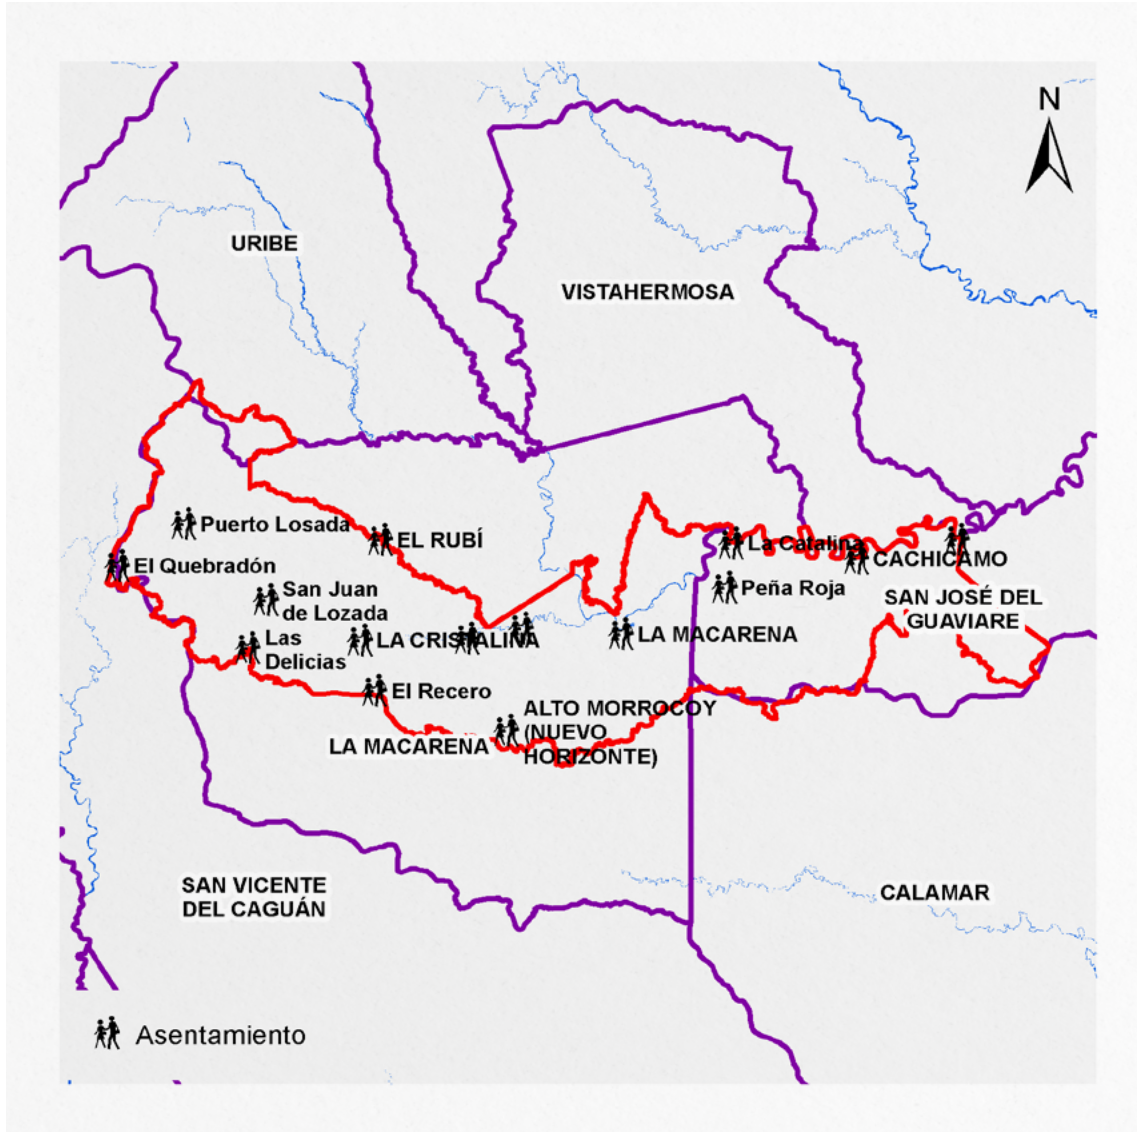 N
URIBE
VISTAHERMOSA
Puerto Losada
EL RUBÍ
La Catalina
CACHICAMO
El Quebradón
San Juan
de Lozada
Peña Roja
SAN JOSÉ DEL
GUAVIARE
Las
Delicias
LA CRISTALINA
LA MACARENA
El Recero
ALTO MORROCOY
(NUEVO
HORIZONTE)
LA MACARENA
SAN VICENTE
DEL CAGUÁN
CALAMAR
Asentamiento